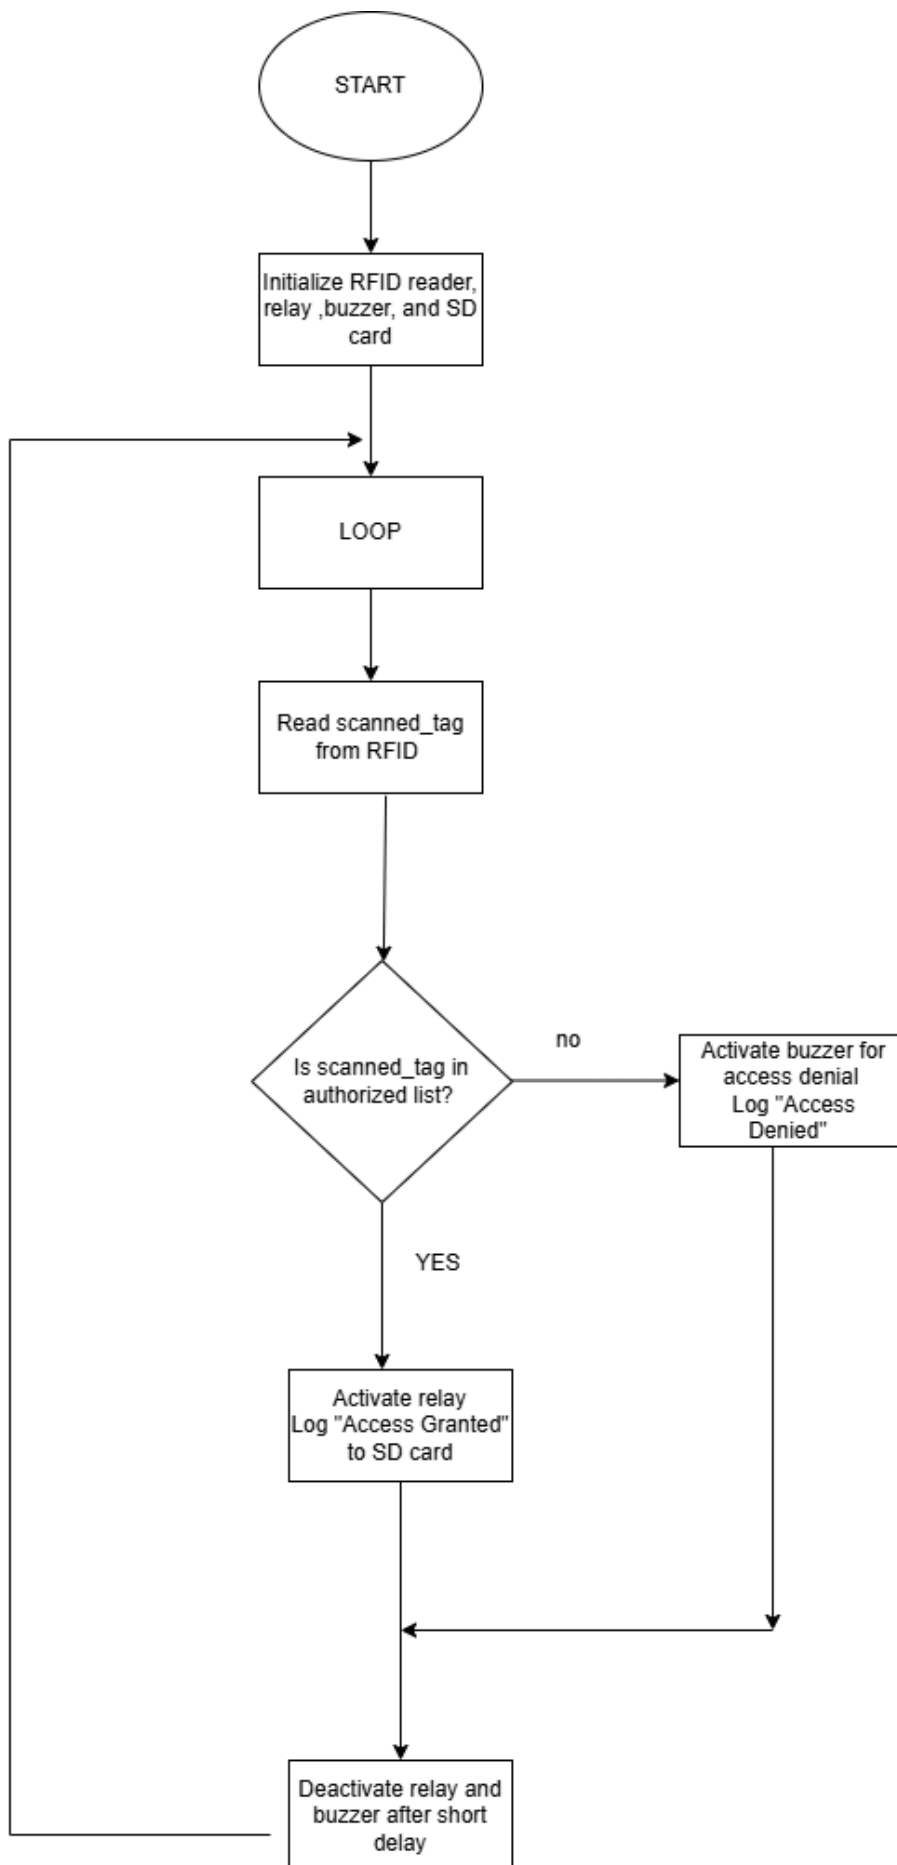 START
Initialize RFID reader,
relay ,buzzer, and SD
card
LOOP
Read scanned_tag
from RFID
Is scanned_tag in
authorized list?
no
Activate buzzer for
access denial
Log "Access
Denied"
YES
Activate relay
Log "Access Granted"
to SD card
Deactivate relay and
buzzer after short
delay